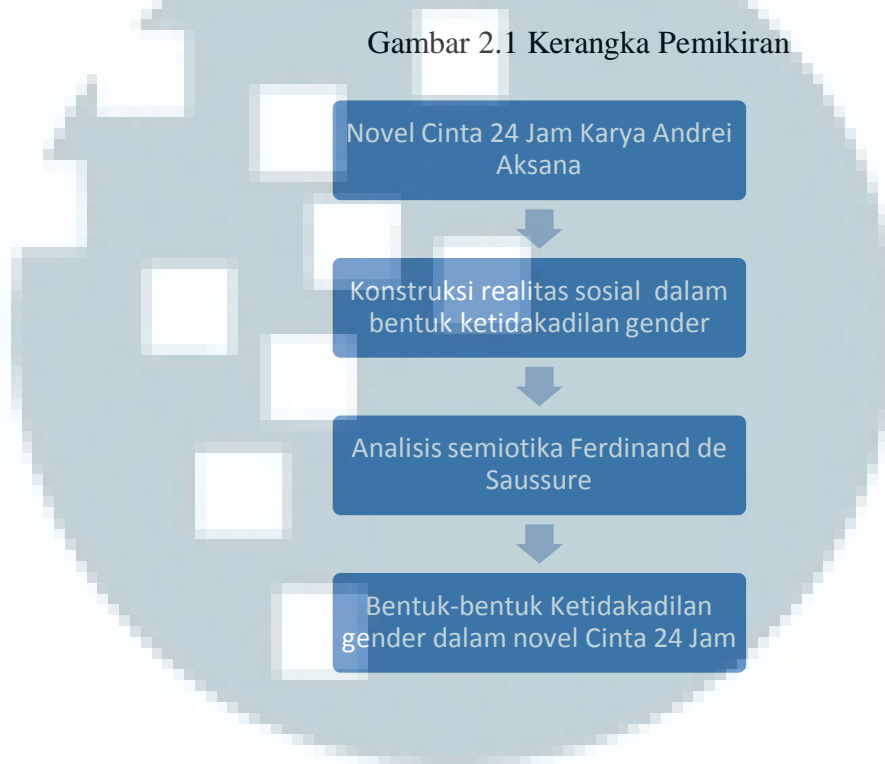 Gambar 2.1 Kerangka Pemikiran
Novel Cinta 24 Jam Karya Andrei
Aksana
Konstruksi realitas sosial dalam
bentuk ketidakadilan gender
Analisis semiotika Ferdinand de
Saussure
Bentuk-bentuk Ketidakadilan
gender dalam novel Cinta 24 Jam